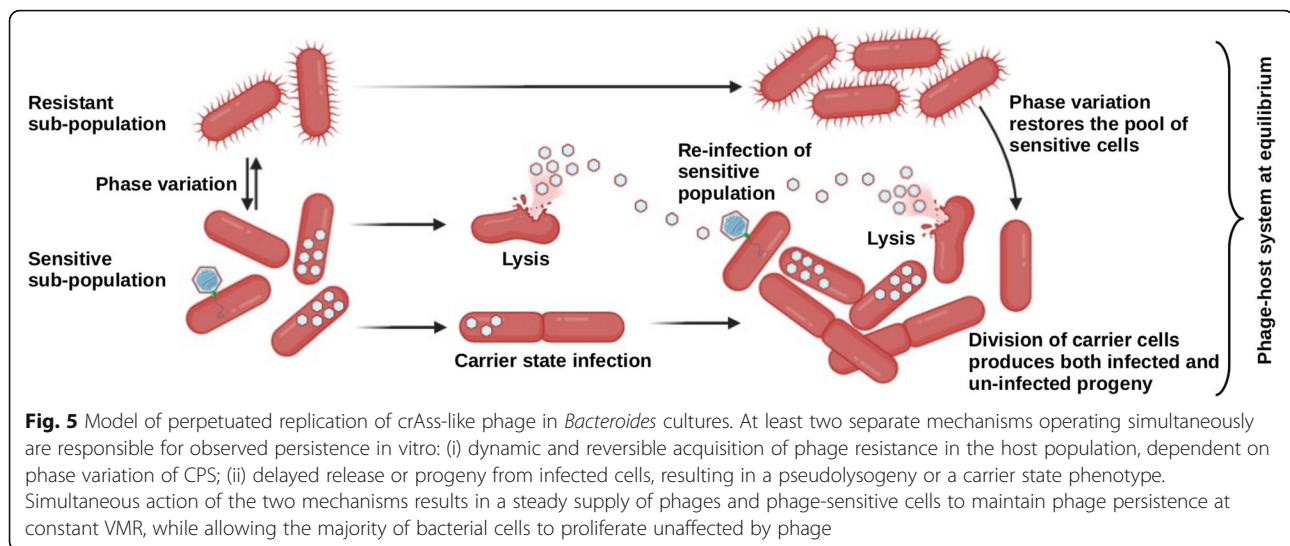 Resistant
sub-population
Phase variation
Sensitive
sub-population
Lysis
Carrier state infection
Re-infection of
sensitive
population
Lysis
Phase variation
restores the pool of
sensitive cells
Division of carrier cells
produces both infected and
un-infected progeny
Phage-host system at equilibrium
Fig. 5 Model of perpetuated replication of crAss-like phage in Bacteroides cultures. At least two separate mechanisms operating simultaneously
are responsible for observed persistence in vitro: (i) dynamic and reversible acquisition of phage resistance in the host population, dependent on
phase variation of CPS; (ii) delayed release or progeny from infected cells, resulting in a pseudolysogeny or a carrier state phenotype.
Simultaneous action of the two mechanisms results in a steady supply of phages and phage-sensitive cells to maintain phage persistence at
constant VMR, while allowing the majority of bacterial cells to proliferate unaffected by phage